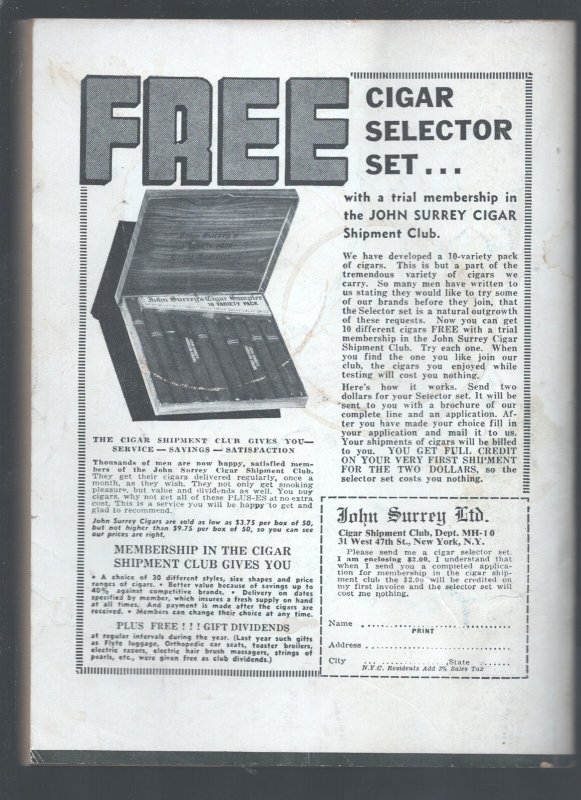 FREE
CIGAR
SELECTOR
SET...
with a trial membership in
the JOHN SURREY CIGAR
Shipment Club.
We have developed a 10-variety pack
of cigars. This is but a part of the
tremendous variety of cigars we
carry. So many men have written to
us stating they would like to try some
of our brands before they join, that
the Selector set is a natural outgrowth
of these requests. Now you can get
10 different cigars FREE with a trial
membership in the John Surrey Cigar
Shipment Club. Try each one. When
you find the one you like join our
club, the cigars you enjoyed while
testing will cost you nothing.
Here's how it works. Send two
dollars for your Selector set. It will be
sent to you with a brochure of our
complete line and an application. Af-
ter you have made your choice fill in
your application and mail it to us.
Your shipments of cigars will be billed
to you. YOU GET FULL CREDIT
ON YOUR VERY FIRST SHIPMENT
FOR THE TWO DOLLARS, so the
selector set costs you nothing.
John Surrey's
John Surrey's Cigar Sampler
10 VARIETY PACK
THE CIGAR SHIPMENT CLUB GIVES YOU—
SERVICE — SAVINGS — SATISFACTION
Thousands of men are now happy, satisfied mem-
bers of the John Surrey Cigar Shipment Club.
They get their cigars delivered regularly, once a
month, as they wish. They not only get smoking
pleasure, but value and dividends as well. You buy
cigars, why not get all of these PLUS-ES at no extra
cost. This is a service you will be happy to get and
glad to recommend.
John Surrey Cigars are sold as low as $3.75 per box of 50,
but not higher than $9.75 per box of 50, so you can see
our prices are right.
MEMBERSHIP IN THE CIGAR
SHIPMENT CLUB GIVES YOU
• A choice of 30 different styles, size shapes and price
ranges of cigars. • Better value because of savings up to
40% against competitive brands. • Delivery on dates
specified by member, which insures a fresh supply on hand
at all times. And payment is made after the cigars are
received. • Members can change their choice at any time.
PLUS FREE ! ! ! GIFT DIVIDENDS
at regular intervals during the year. (Last year such gifts
as Flyte luggage, Orthopedic car seats, toaster broilers,
electric razors, electric hair brush massagers, strings of
pearls, etc., were given free as club dividends.)
John Surrey Ltd.
Cigar Shipment Club, Dept. MH-10
31 West 47th St., New York, N.Y.
Please send me a cigar selector set.
I am enclosing $2.00. I understand that
when I send you a completed applica-
tion for membership in the cigar ship-
ment club the $2.00 will be credited on
my first invoice and the selector set will
cost me nothing.
Name
PRINT
Address
City State
N.Y.C. Residents Add 3% Sales Tax